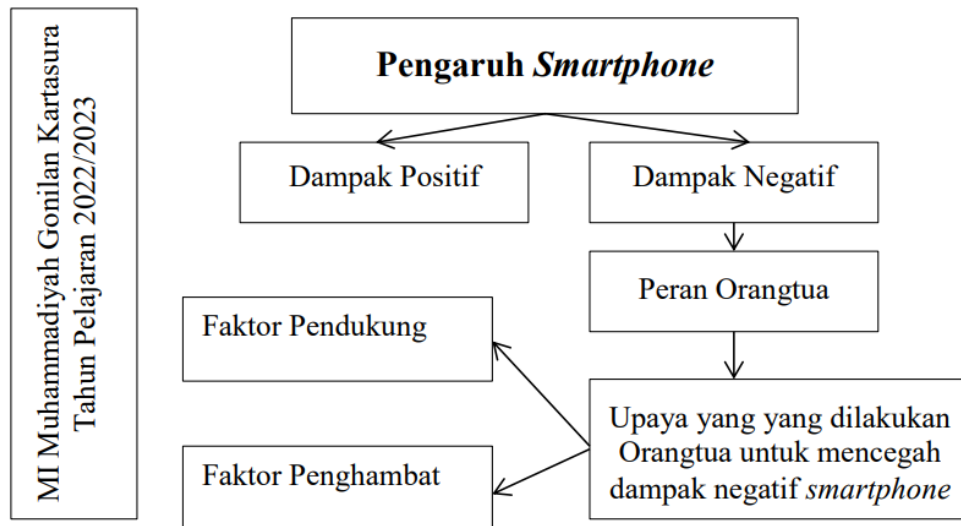 MI Muhammadiyah Gonilan Kartasura
Tahun Pelajaran 2022/2023
Pengaruh Smartphone
Dampak Positif
Dampak Negatif
Peran Orangtua
Faktor Pendukung
Upaya yang yang dilakukan
Orangtua untuk mencegah
dampak negatif smartphone
Faktor Penghambat